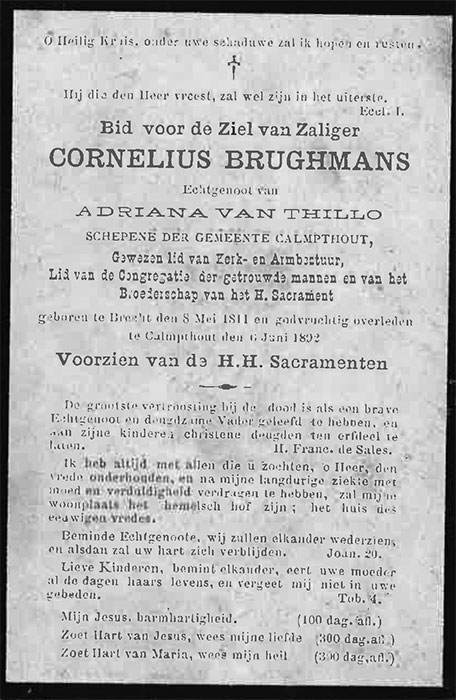 O Heilig Kruis, onder uwe schaduwe zal ik hopen en rusten.
Hij die den Heer vreest, zal wel zijn in het uiterste.
Eccl. I.
Bid voor de Ziel van Zaliger
CORNELIUS BRUGHMANS
Echtgenoot van
ADRIANA VAN THILLO
SCHEPENE DER GEMEENTE CALMPTHOUT,
Gewezen lid van Kerk- en Armbestuur,
Lid van de Congregatie der getrouwde mannen en van het
Broederschap van het H. Sacrament
geboren te Brecht den 8 Mei 1811 en godvruchtig overleden
te Calmpthout den 6 Juni 1892
Voorzien van de H.H. Sacramenten
De grootste vertroosting bij de dood is als een brave
Echtgenoot en deugdzame Vader geleefd te hebben, en
aan zijne kinderen christene deugden ten erfdeel te
laten. H. Franc. de Sales.
Ik heb altijd met allen die u zochten, o Heer, den
vrede onderhouden, en na mijne langdurige ziekte met
moed en verduldigheid verdragen te hebben, zal mijne
woonplaats het hemelsch hof zijn; het huis des
eeuwigen vredes.
Beminde Echtgenoote, wij zullen elkander wederzien,
en alsdan zal uw hart zich verblijden. Joan. 20.
Lieve Kinderen, bemint elkander, eert uwe moeder
al de dagen haars levens, en vergeet mij niet in uwe
gebeden. Tob. 4.
Mijn Jesus, barmhartigheid. (100 dag. afl.)
Zoet Hart van Jesus, wees mijne liefde (300 dag. afl.)
Zoet Hart van Maria, wees mijn heil (300 dag. afl.)